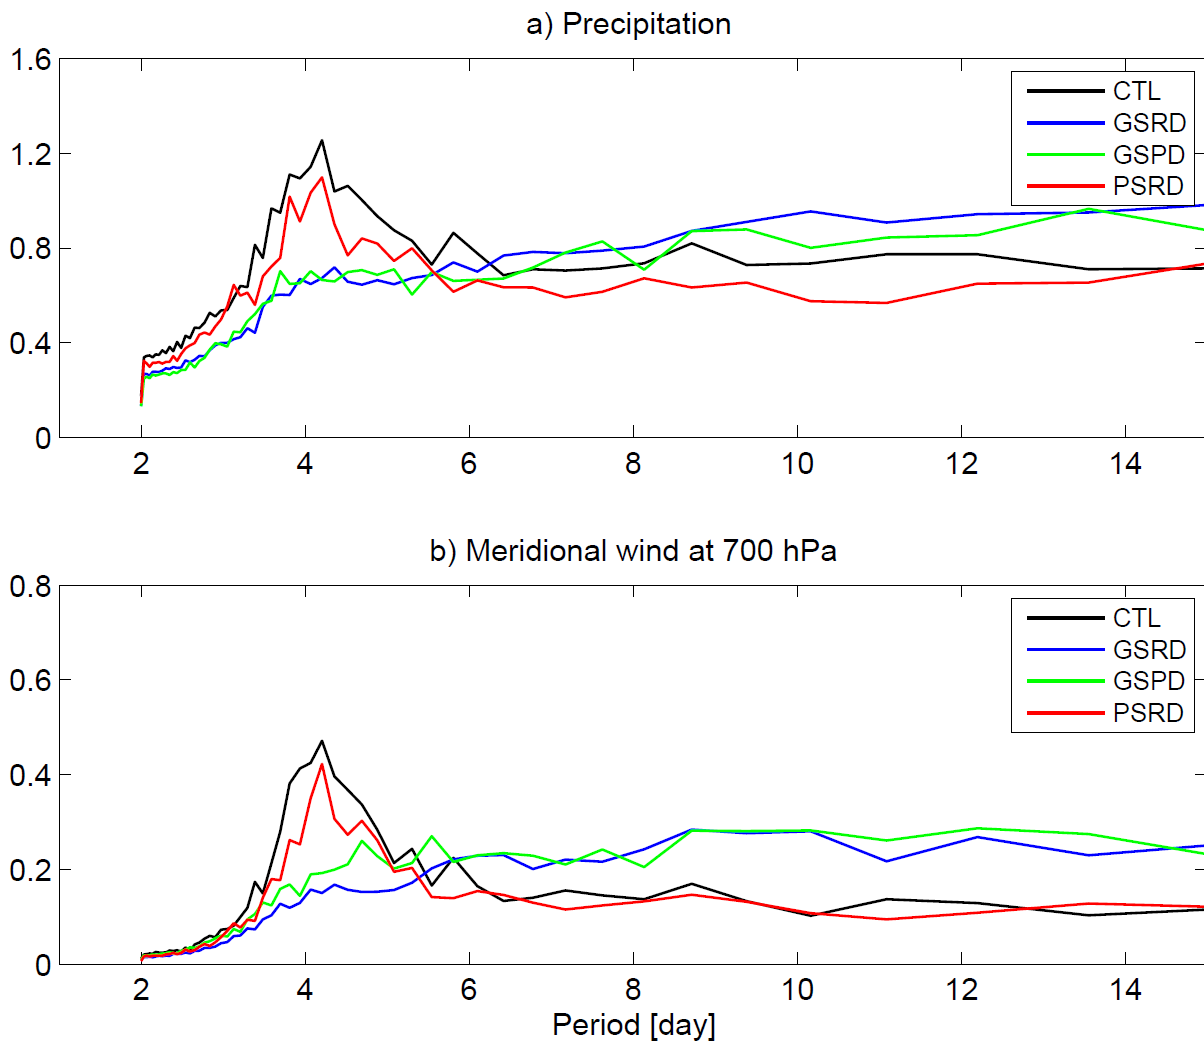 a) Precipitation
1.6
1.2
0.8
0.4
0
CTL
GSRD
GSPD
PSRD
2 4 6 8 10 12 14
b) Meridional wind at 700 hPa
0.8
0.6
0.4
0.2
0
CTL
GSRD
GSPD
PSRD
2 4 6 8 10 12 14
Period [day]